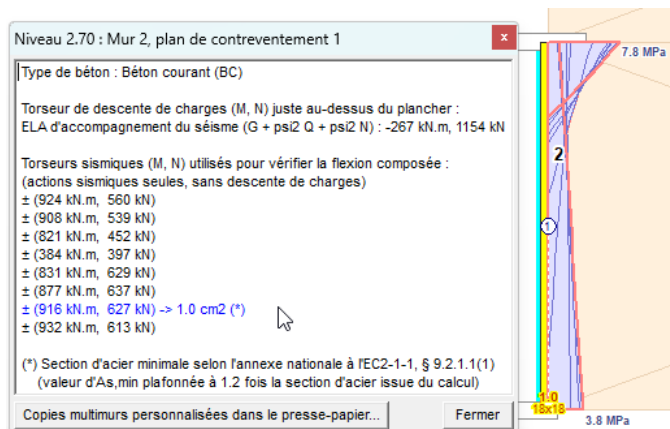 Niveau 2.70 : Mur 2, plan de contreventement 1
x
7.8 MPa
Type de béton : Béton courant (BC)
Torseur de descente de charges (M, N) juste au-dessus du plancher :
ELA d'accompagnement du séisme (G + psi2 Q + psi2 N) : -267 kN.m, 1154 kN
Torseurs sismiques (M, N) utilisés pour vérifier la flexion composée :
(actions sismiques seules, sans descente de charges)
± (924 kN.m, 560 kN)
± (908 kN.m, 539 kN)
± (821 kN.m, 452 kN)
± (384 kN.m, 397 kN)
± (831 kN.m, 629 kN)
± (877 kN.m, 637 kN)
± (916 kN.m, 627 kN) -> 1.0 cm2 (*)
± (932 kN.m, 613 kN)
(*) Section d'acier minimale selon l'annexe nationale à l'EC2-1-1, § 9.2.1.1(1)
(valeur d'As,min plafonnée à 1.2 fois la section d'acier issue du calcul)
Copies multimurs personnalisées dans le presse-papier...
Fermer
2
1
1.0
18x18
3.8 MPa